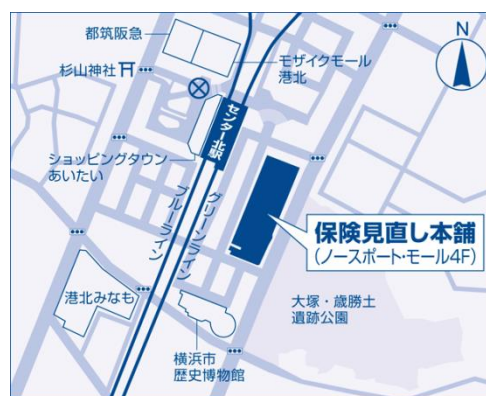 都筑阪急
モザイクモール
港北
N
杉山神社
センター北駅
ショッピングタウン
あいたい
ブルーライン
グリーンライン
保険見直し本舗
(ノースポート・モール4F)
港北みなも
大塚・歳勝土
遺跡公園
横浜市
歴史博物館